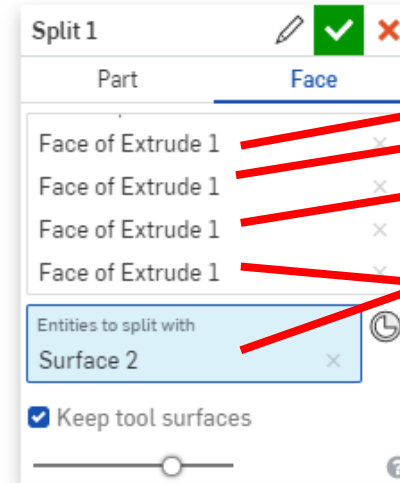 Split 1
Part Face
Face of Extrude 1
Face of Extrude 1
Face of Extrude 1
Face of Extrude 1
Entities to split with
Surface 2
Keep tool surfaces